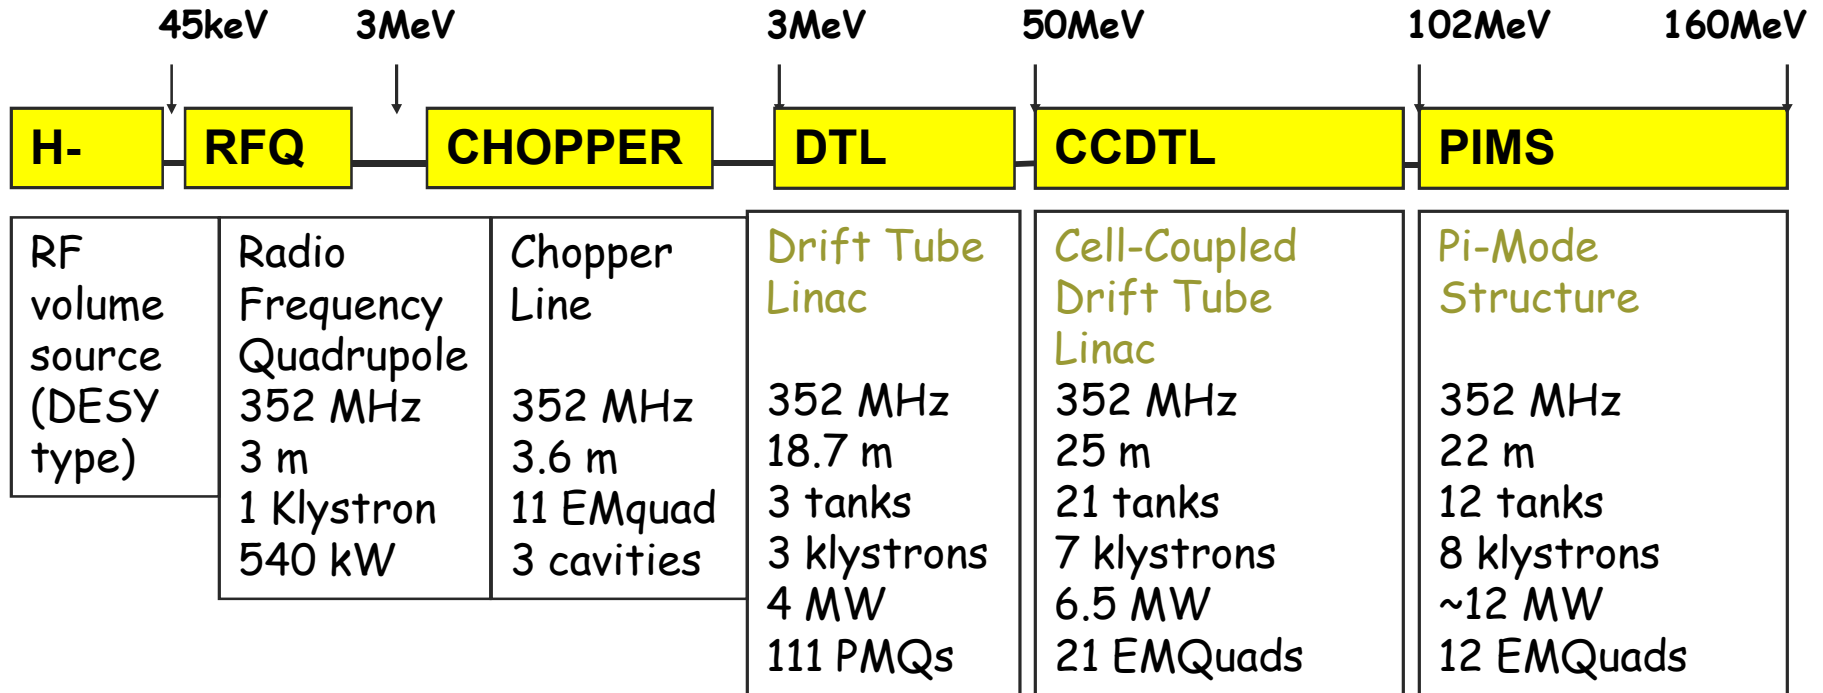 45keV
3MeV
3MeV
50MeV
102MeV
160MeV
H-
RFQ
CHOPPER
DTL
CCDTL
PIMS
RF
volume
source
(DESY
type)
Radio
Frequency
Quadrupole
352 MHz
3 m
1 Klystron
540 kW
Chopper
Line
352 MHz
3.6 m
11 EMquad
3 cavities
Drift Tube
Linac
352 MHz
18.7 m
3 tanks
3 klystrons
4 MW
111 PMQs
Cell-Coupled
Drift Tube
Linac
352 MHz
25 m
21 tanks
7 klystrons
6.5 MW
21 EMQuads
Pi-Mode
Structure
352 MHz
22 m
12 tanks
8 klystrons
~12 MW
12 EMQuads